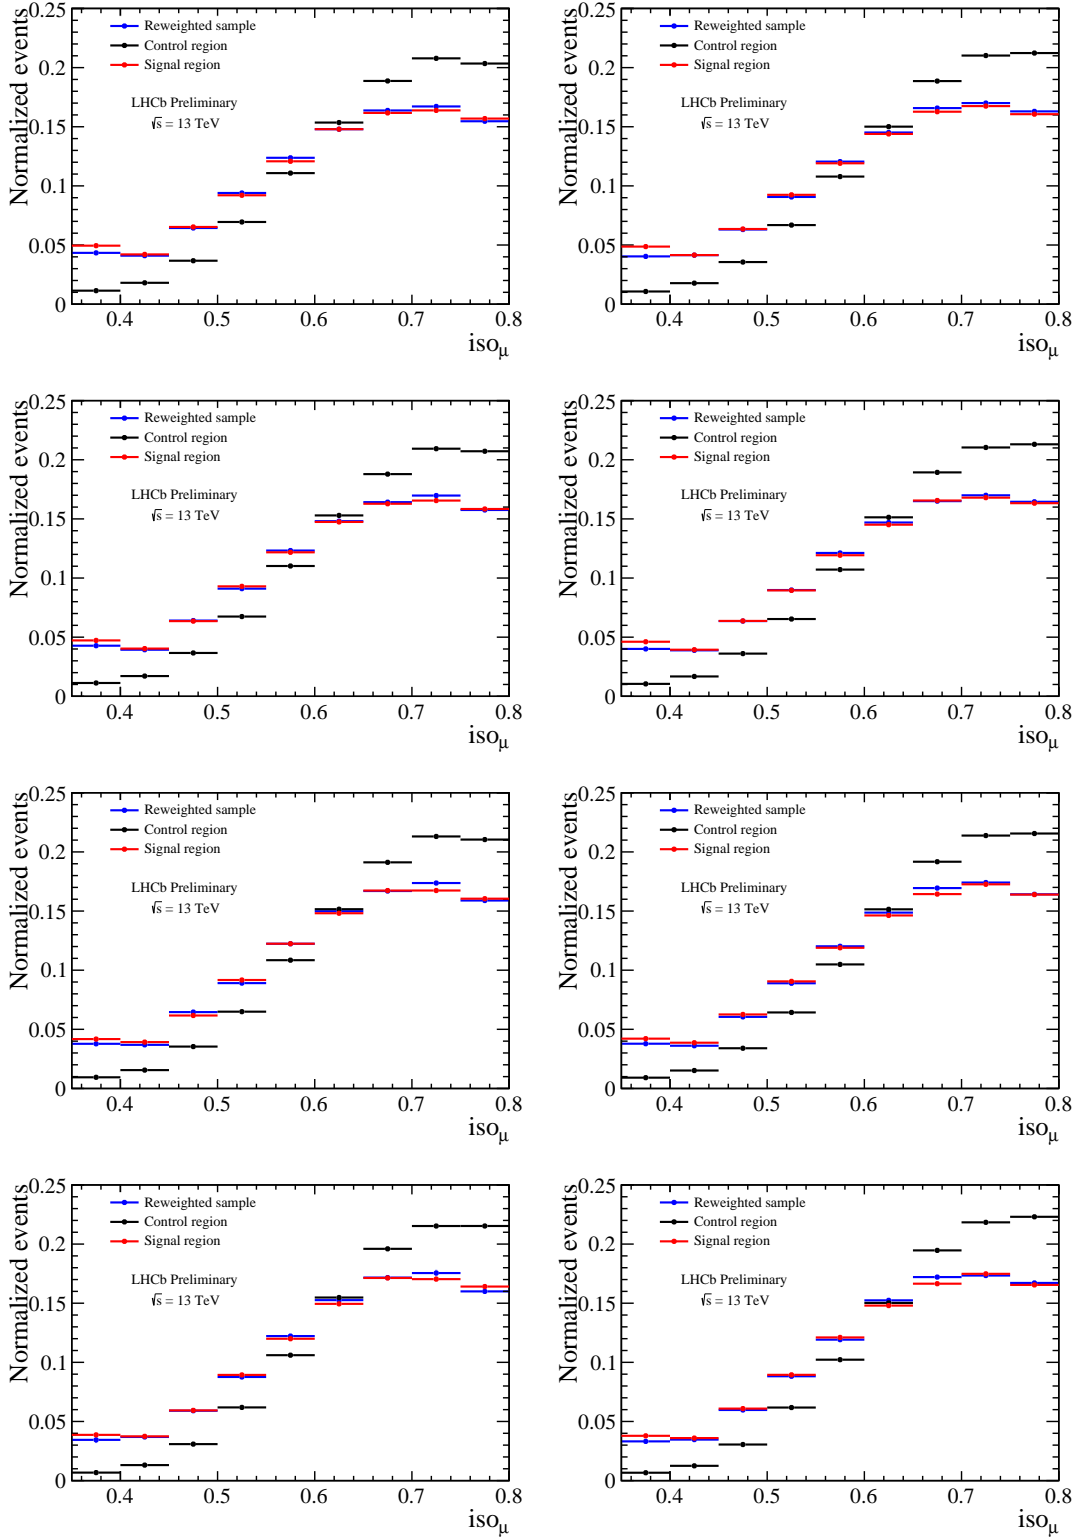 Normalized events
0.25
0.2
0.15
0.1
0.05
0
Reweighted sample
Control region
Signal region
LHCb Preliminary
√s = 13 TeV
0.4 0.5 0.6 0.7 0.8
isoμ
Normalized events
0.25
0.2
0.15
0.1
0.05
0
Reweighted sample
Control region
Signal region
LHCb Preliminary
√s = 13 TeV
0.4 0.5 0.6 0.7 0.8
isoμ
Normalized events
0.25
0.2
0.15
0.1
0.05
0
Reweighted sample
Control region
Signal region
LHCb Preliminary
√s = 13 TeV
0.4 0.5 0.6 0.7 0.8
isoμ
Normalized events
0.25
0.2
0.15
0.1
0.05
0
Reweighted sample
Control region
Signal region
LHCb Preliminary
√s = 13 TeV
0.4 0.5 0.6 0.7 0.8
isoμ
Normalized events
0.25
0.2
0.15
0.1
0.05
0
Reweighted sample
Control region
Signal region
LHCb Preliminary
√s = 13 TeV
0.4 0.5 0.6 0.7 0.8
isoμ
Normalized events
0.25
0.2
0.15
0.1
0.05
0
Reweighted sample
Control region
Signal region
LHCb Preliminary
√s = 13 TeV
0.4 0.5 0.6 0.7 0.8
isoμ
Normalized events
0.25
0.2
0.15
0.1
0.05
0
Reweighted sample
Control region
Signal region
LHCb Preliminary
√s = 13 TeV
0.4 0.5 0.6 0.7 0.8
isoμ
Normalized events
0.25
0.2
0.15
0.1
0.05
0
Reweighted sample
Control region
Signal region
LHCb Preliminary
√s = 13 TeV
0.4 0.5 0.6 0.7 0.8
isoμ